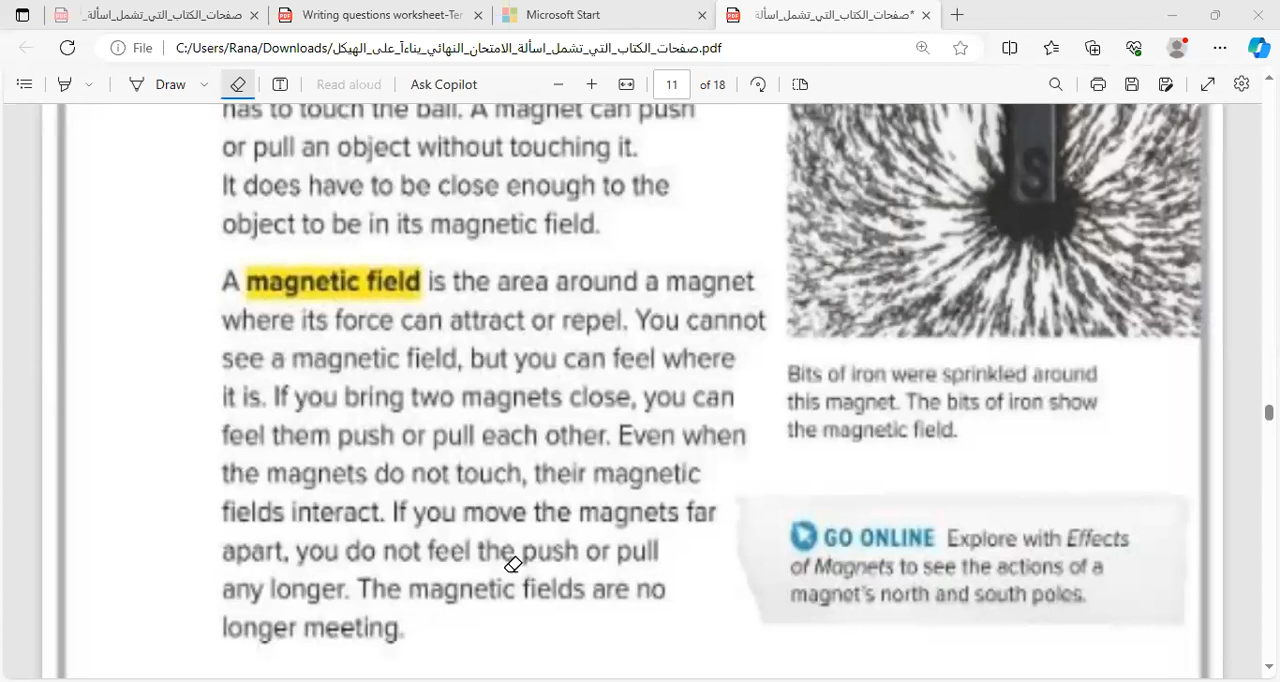 صفحات_الكتاب_التي_تشمل_اسألة_
Writing questions worksheet-Ter
Microsoft Start
*صفحات_الكتاب_التي_تشمل_اسألة
File
C:/Users/Rana/Downloads/صفحات_الكتاب_التي_تشمل_اسألة_الامتحان_النهائي_بناءاً_على_الهيكل.pdf
Draw
Read aloud
Ask Copilot
11 of 18
has to touch the ball. A magnet can push
or pull an object without touching it.
It does have to be close enough to the
object to be in its magnetic field.
A magnetic field is the area around a magnet
where its force can attract or repel. You cannot
see a magnetic field, but you can feel where
it is. If you bring two magnets close, you can
feel them push or pull each other. Even when
the magnets do not touch, their magnetic
fields interact. If you move the magnets far
apart, you do not feel the push or pull
any longer. The magnetic fields are no
longer meeting.
S
Bits of iron were sprinkled around
this magnet. The bits of iron show
the magnetic field.
GO ONLINE Explore with Effects
of Magnets to see the actions of a
magnet's north and south poles.